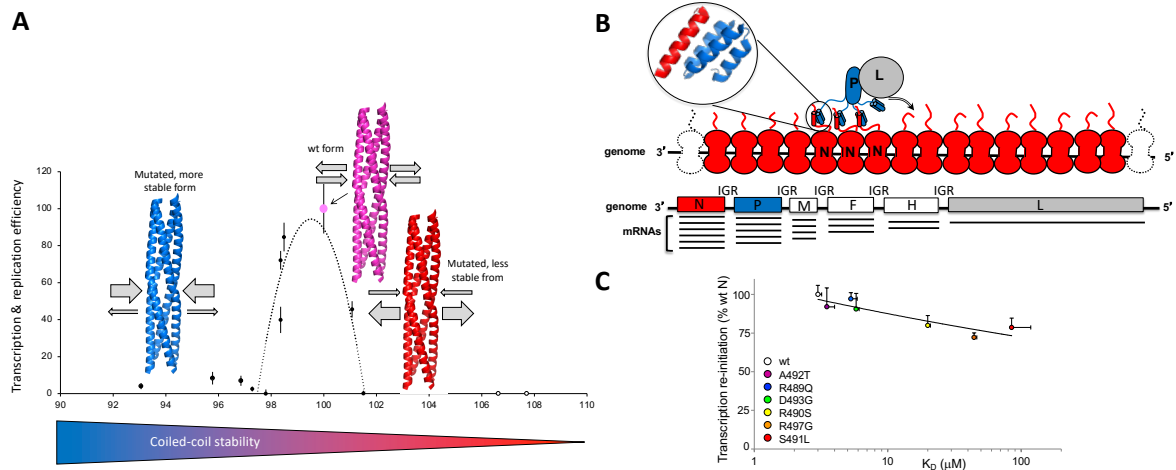 A
Transcription & replication efficiency
120
100
80
60
40
20
0
90
92
94
96
98
100
102
104
106
108
110
Mutated, more
stable form
wt form
Mutated, less
stable from
Coiled-coil stability
B
P
L
genome 3′
N N N
5′
IGR IGR IGR IGR IGR
genome 3′ N P M F H L 5′
mRNAs
C
Transcription re-initiation (% wt N)
100
75
50
25
0
wt
A492T
R489Q
D493G
R490S
R497G
S491L
1 10 100
K_D (µM)